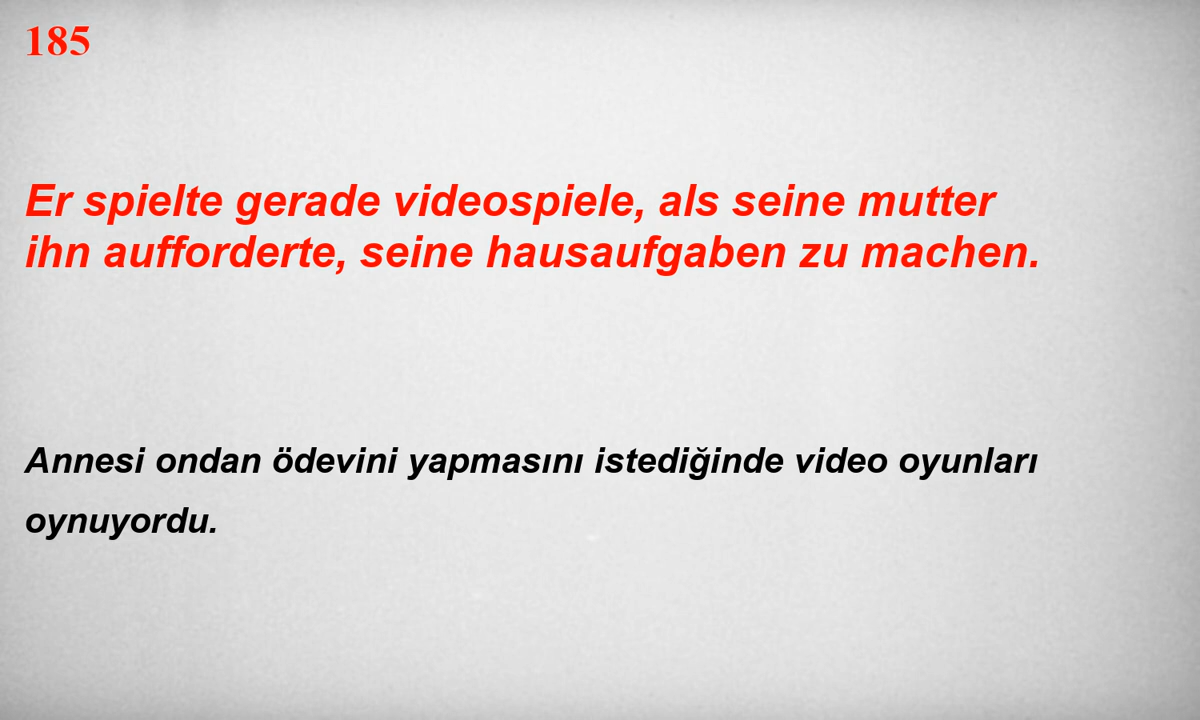 185
Er spielte gerade videospiele, als seine mutter
ihn aufforderte, seine hausaufgaben zu machen.
Annesi ondan ödevini yapmasını istediğinde video oyunları
oynuyordu.